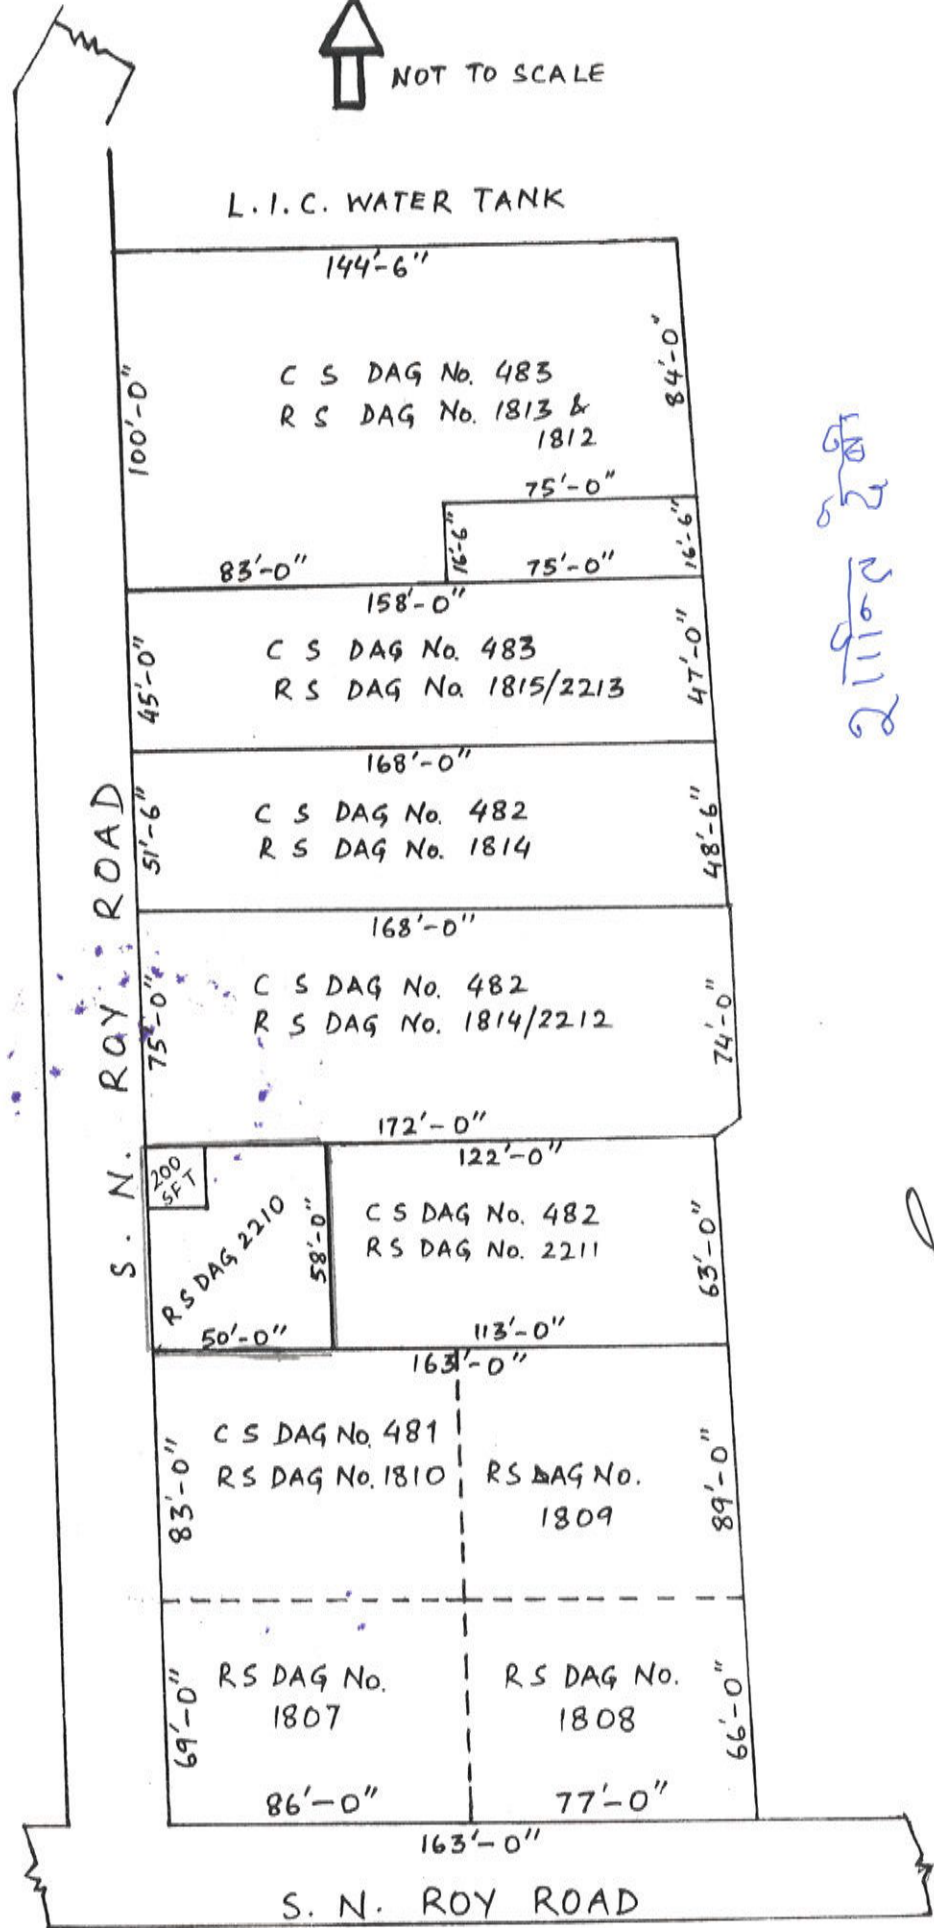 NOT TO SCALE
L.I.C. WATER TANK
144'-6"
100'-0"
84'-0"
C S DAG No. 483
R S DAG No. 1813 &
1812
75'-0"
16'-6"
16'-6"
83'-0"
75'-0"
158'-0"
45'-0"
47'-0"
C S DAG No. 483
R S DAG No. 1815/2213
168'-0"
51'-6"
48'-6"
C S DAG No. 482
R S DAG No. 1814
168'-0"
S. N. ROY ROAD
75'-0"
74'-0"
C S DAG No. 482
R S DAG No. 1814/2212
172'-0"
122'-0"
200
SFT
RS DAG 2210
58'-0"
C S DAG No. 482
RS DAG No. 2211
63'-0"
50'-0"
113'-0"
163'-0"
83'-0"
89'-0"
C S DAG No. 481
RS DAG No. 1810
RS DAG NO.
1809
69'-0"
66'-0"
RS DAG No.
1807
RS DAG No.
1808
86'-0"
77'-0"
163'-0"
S. N. ROY ROAD